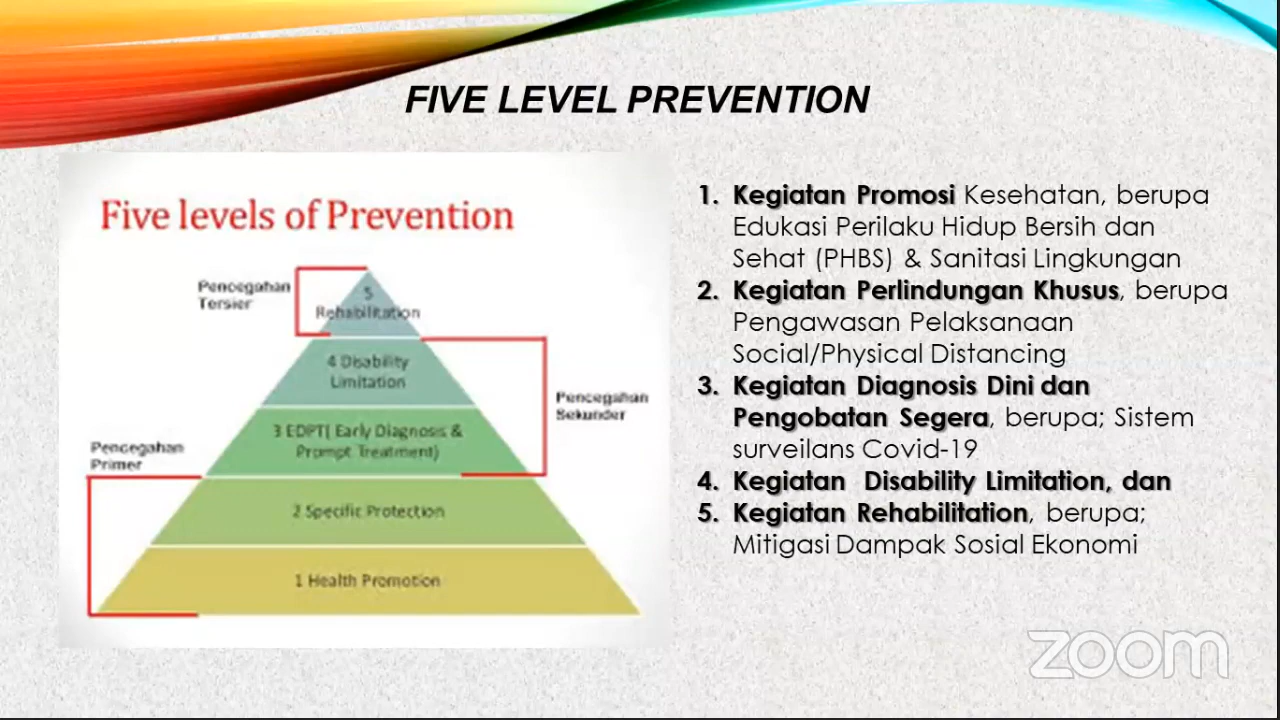 FIVE LEVEL PREVENTION
Five levels of Prevention
Pencegahan
Tersier
5
Rehabilitation
4 Disability
Limitation
Pencegahan
Sekunder
3 EDPT( Early Diagnosis &
Prompt Treatment)
Pencegahan
Primer
2 Specific Protection
1 Health Promotion
1. Kegiatan Promosi Kesehatan, berupa
Edukasi Perilaku Hidup Bersih dan
Sehat (PHBS) & Sanitasi Lingkungan
2. Kegiatan Perlindungan Khusus, berupa
Pengawasan Pelaksanaan
Social/Physical Distancing
3. Kegiatan Diagnosis Dini dan
Pengobatan Segera, berupa; Sistem
surveilans Covid-19
4. Kegiatan Disability Limitation, dan
5. Kegiatan Rehabilitation, berupa;
Mitigasi Dampak Sosial Ekonomi
zoom